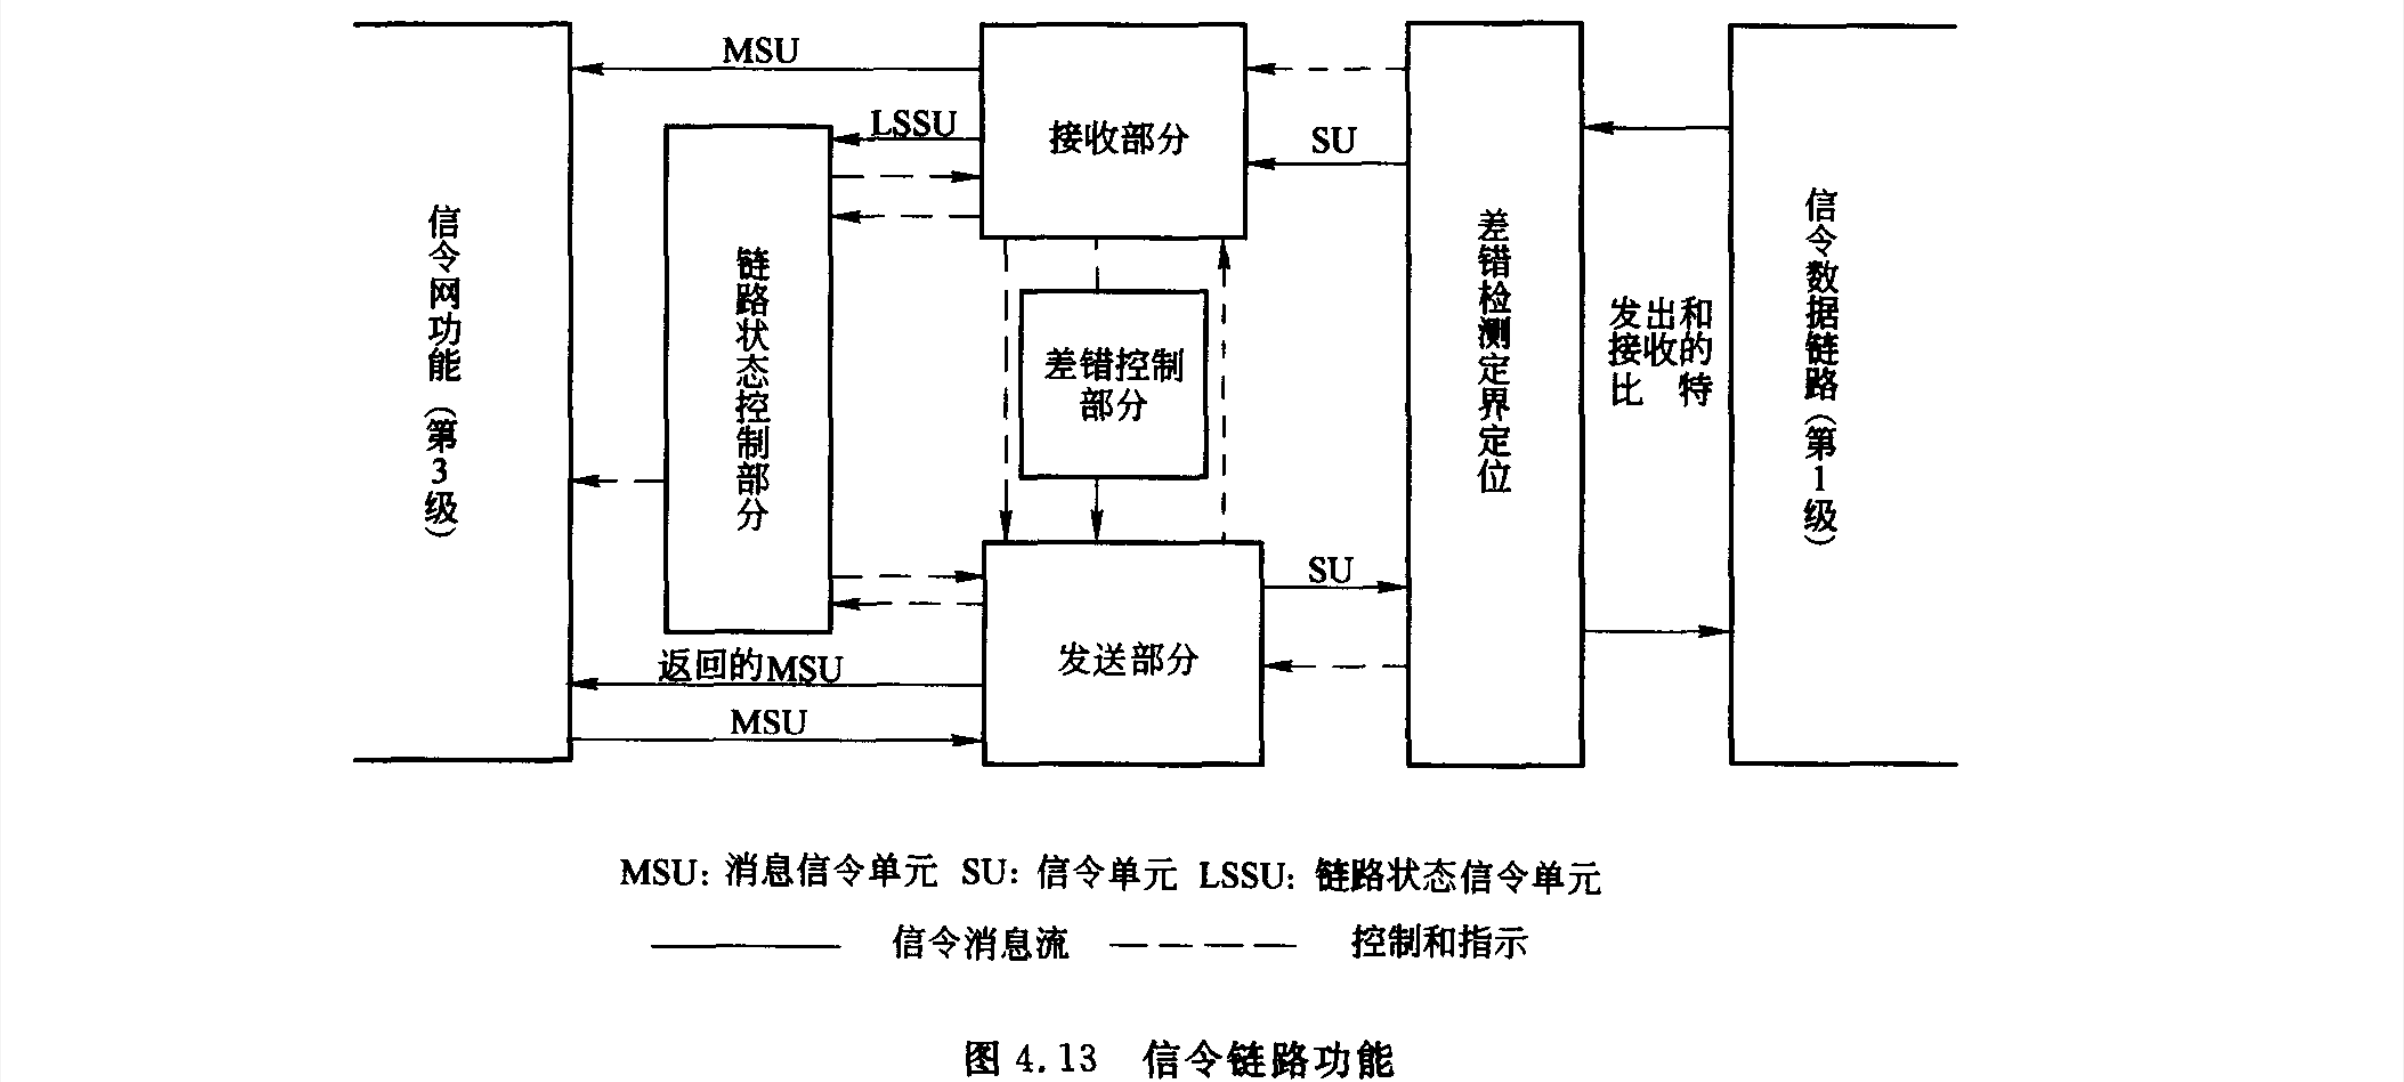 MSU
LSSU
接收部分
SU
信令网功能(第3级)
链路状态控制部分
差错控制
部分
差错检测定界定位
发出和
接收的
比 特
信令数据链路(第1级)
SU
发送部分
返回的MSU
MSU
MSU: 消息信令单元 SU: 信令单元 LSSU: 链路状态信令单元
信令消息流 控制和指示
图 4.13 信令链路功能